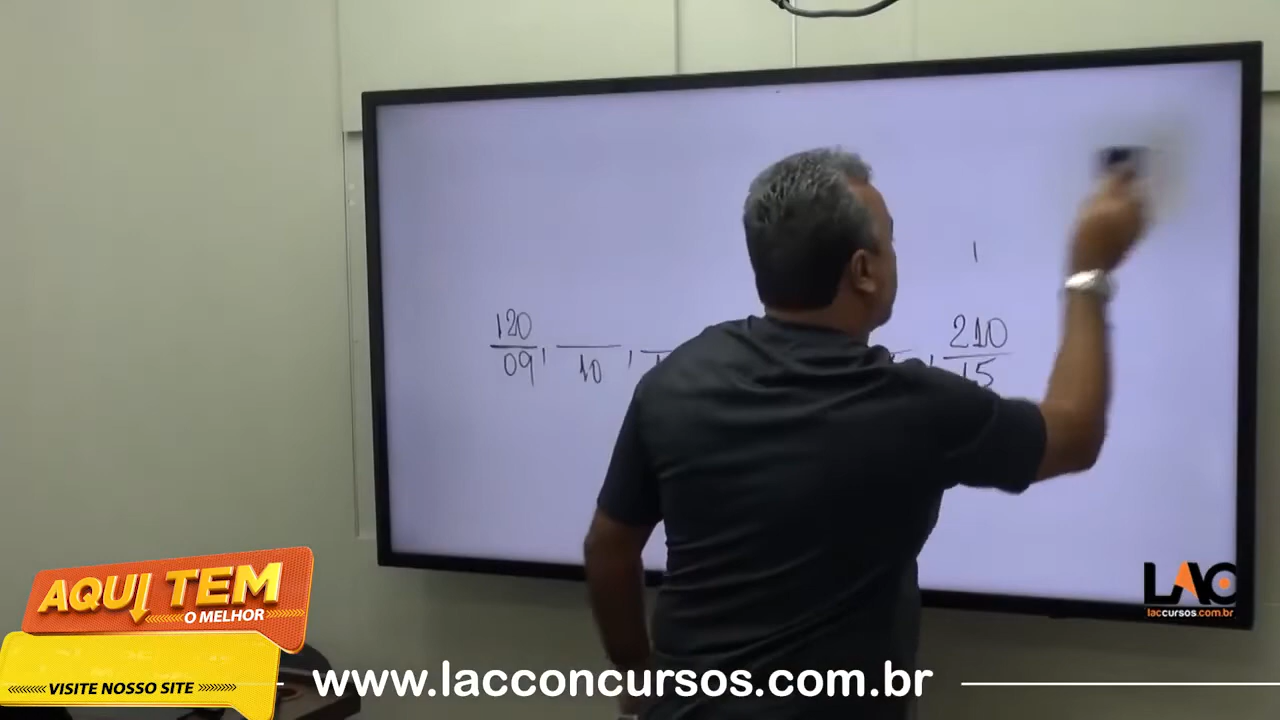 120 210
09, 10, , 15
AQUI TEM
O MELHOR
VISITE NOSSO SITE
www.lacconcursos.com.br
LAC
laccursos.com.br